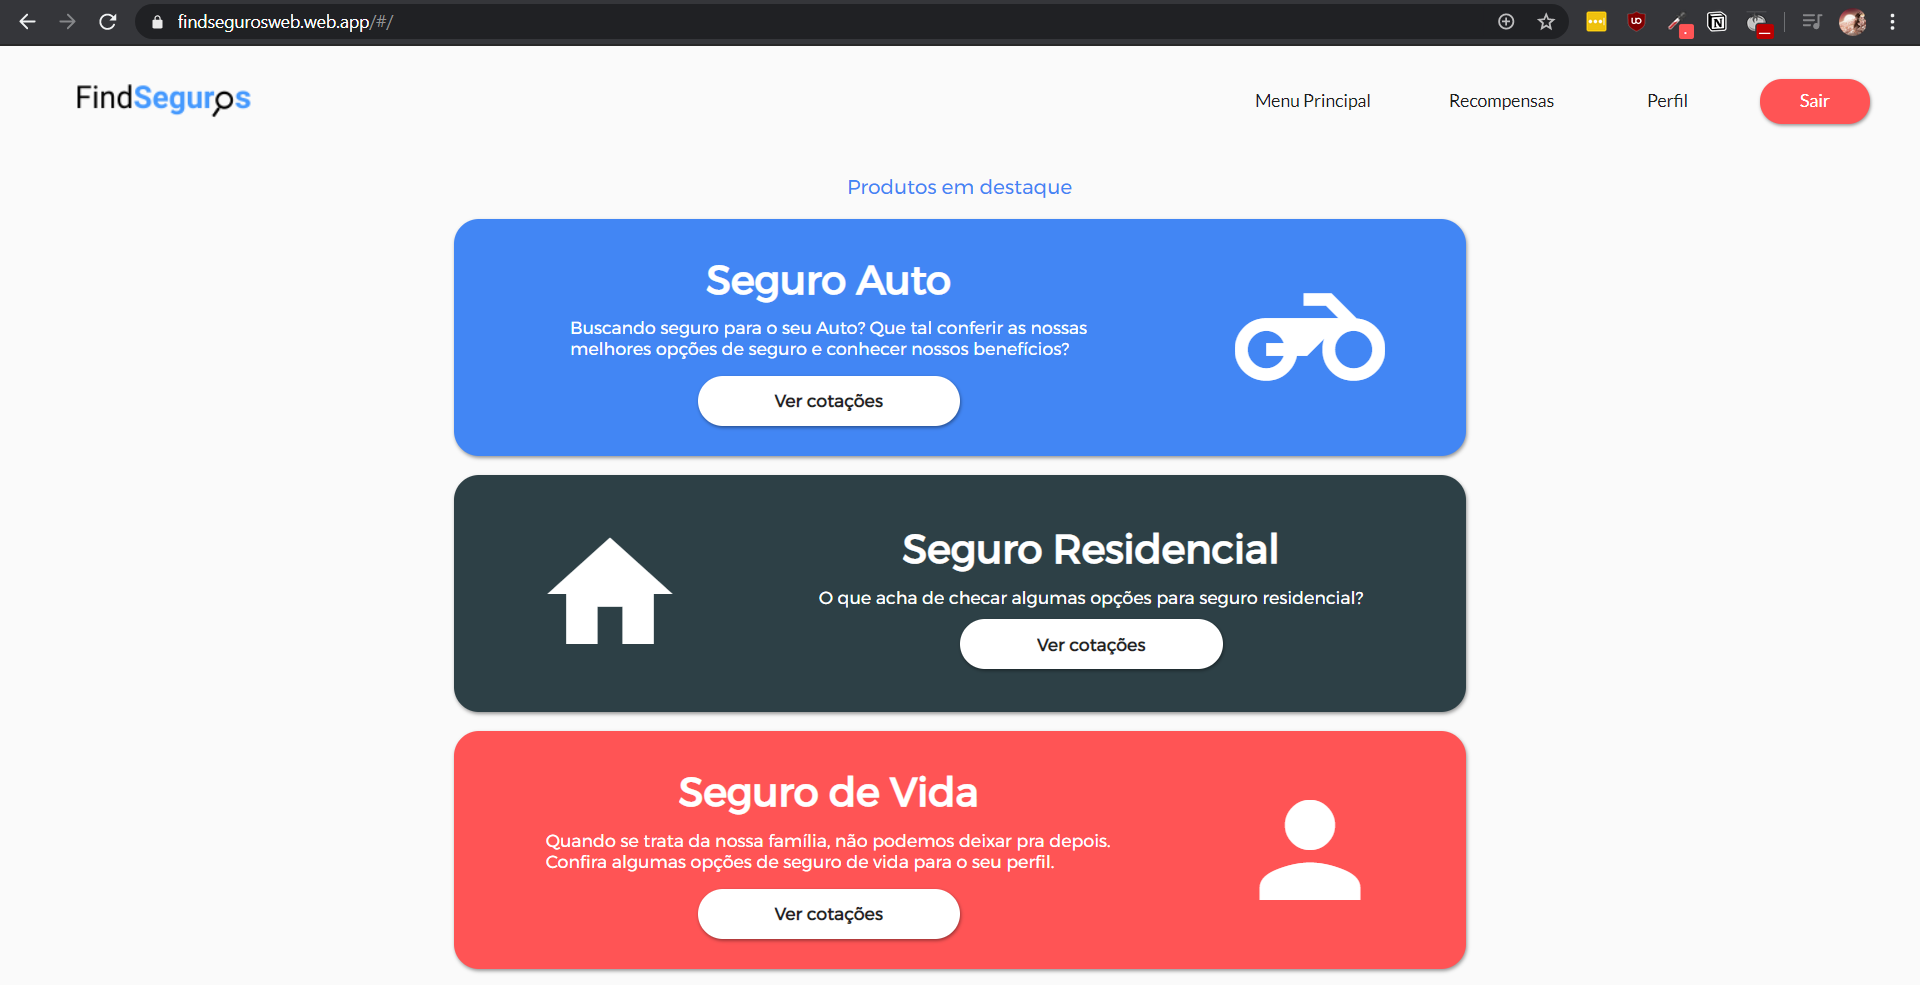 findsegurosweb.web.app/#/
FindSeguros
Menu Principal
Recompensas
Perfil
Sair
Produtos em destaque
Seguro Auto
Buscando seguro para o seu Auto? Que tal conferir as nossas
melhores opções de seguro e conhecer nossos benefícios?
Ver cotações
Seguro Residencial
O que acha de checar algumas opções para seguro residencial?
Ver cotações
Seguro de Vida
Quando se trata da nossa família, não podemos deixar pra depois.
Confira algumas opções de seguro de vida para o seu perfil.
Ver cotações